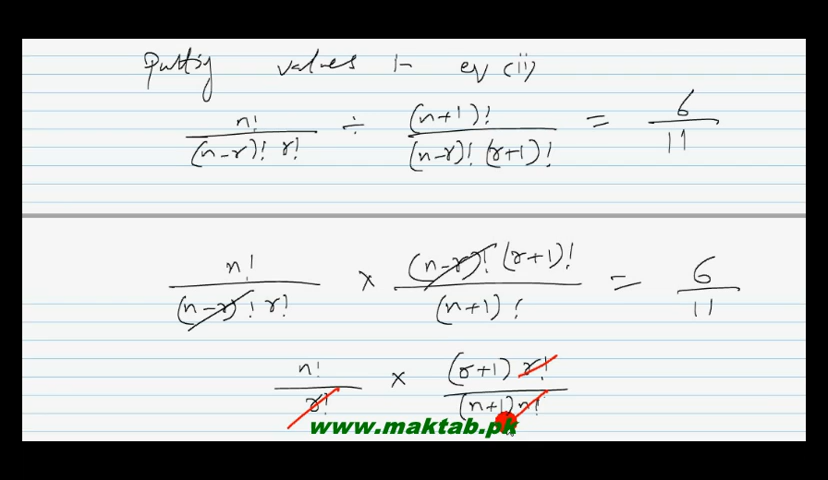 Putting values in eq (ii)
n! / (n-r)! r! ÷ (n+1)! / (n-r)! (r+1)! = 6 / 11
n! / (n-r)! r! × (n-r)! (r+1)! / (n+1)! = 6 / 11
n! / r! × (r+1) r! / (n+1) n!
www.maktab.pk